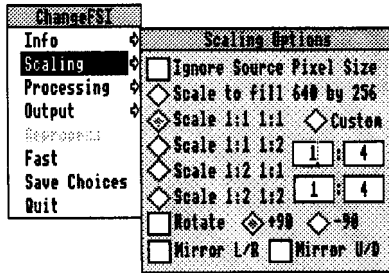 ChangeFSI
Info
Scaling
Processing
Output
Reprocess
Fast
Save Choices
Quit
Scaling Options
Ignore Source Pixel Size
Scale to fill 640 by 256
Scale 1:1 1:1
Custom
Scale 1:1 1:2
1 : 4
Scale 1:2 1:1
Scale 1:2 1:2
1 : 4
Rotate +90 -90
Mirror L/R Mirror U/D